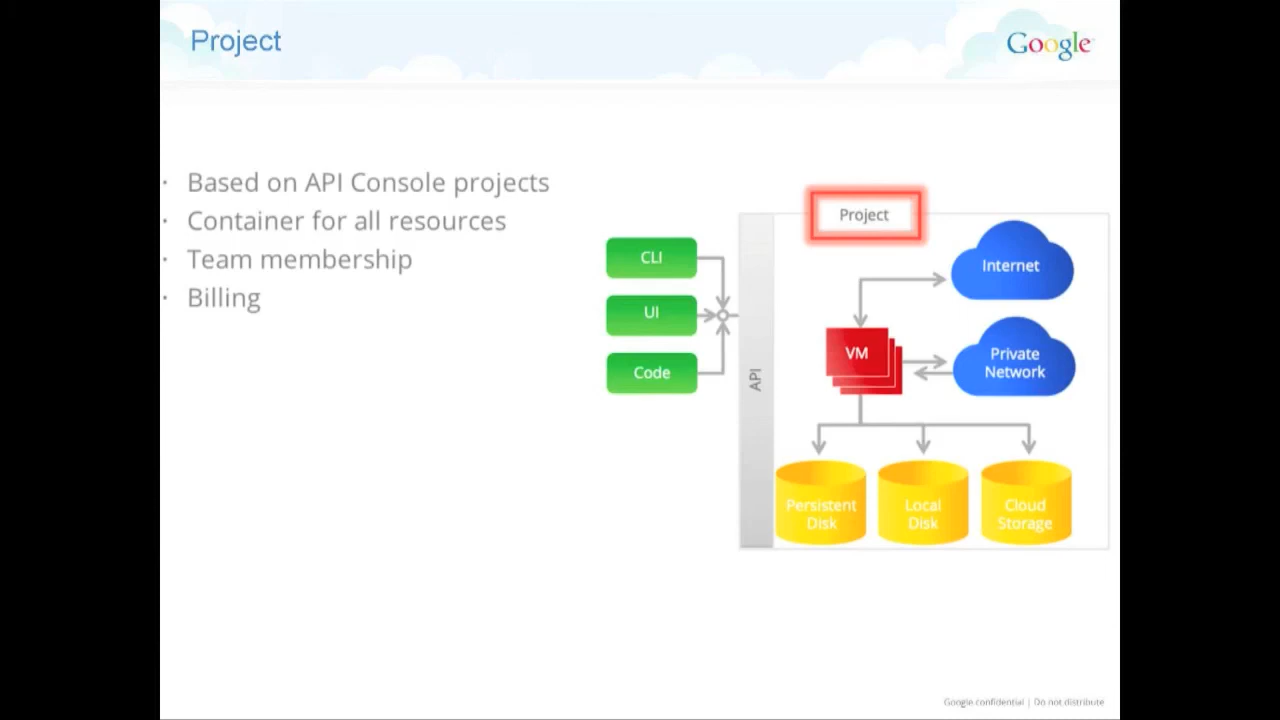 Project
Google
· Based on API Console projects
· Container for all resources
· Team membership
· Billing
Project
CLI
UI
Code
API
Internet
VM
Private
Network
Persistent
Disk
Local
Disk
Cloud
Storage
Google confidential | Do not distribute